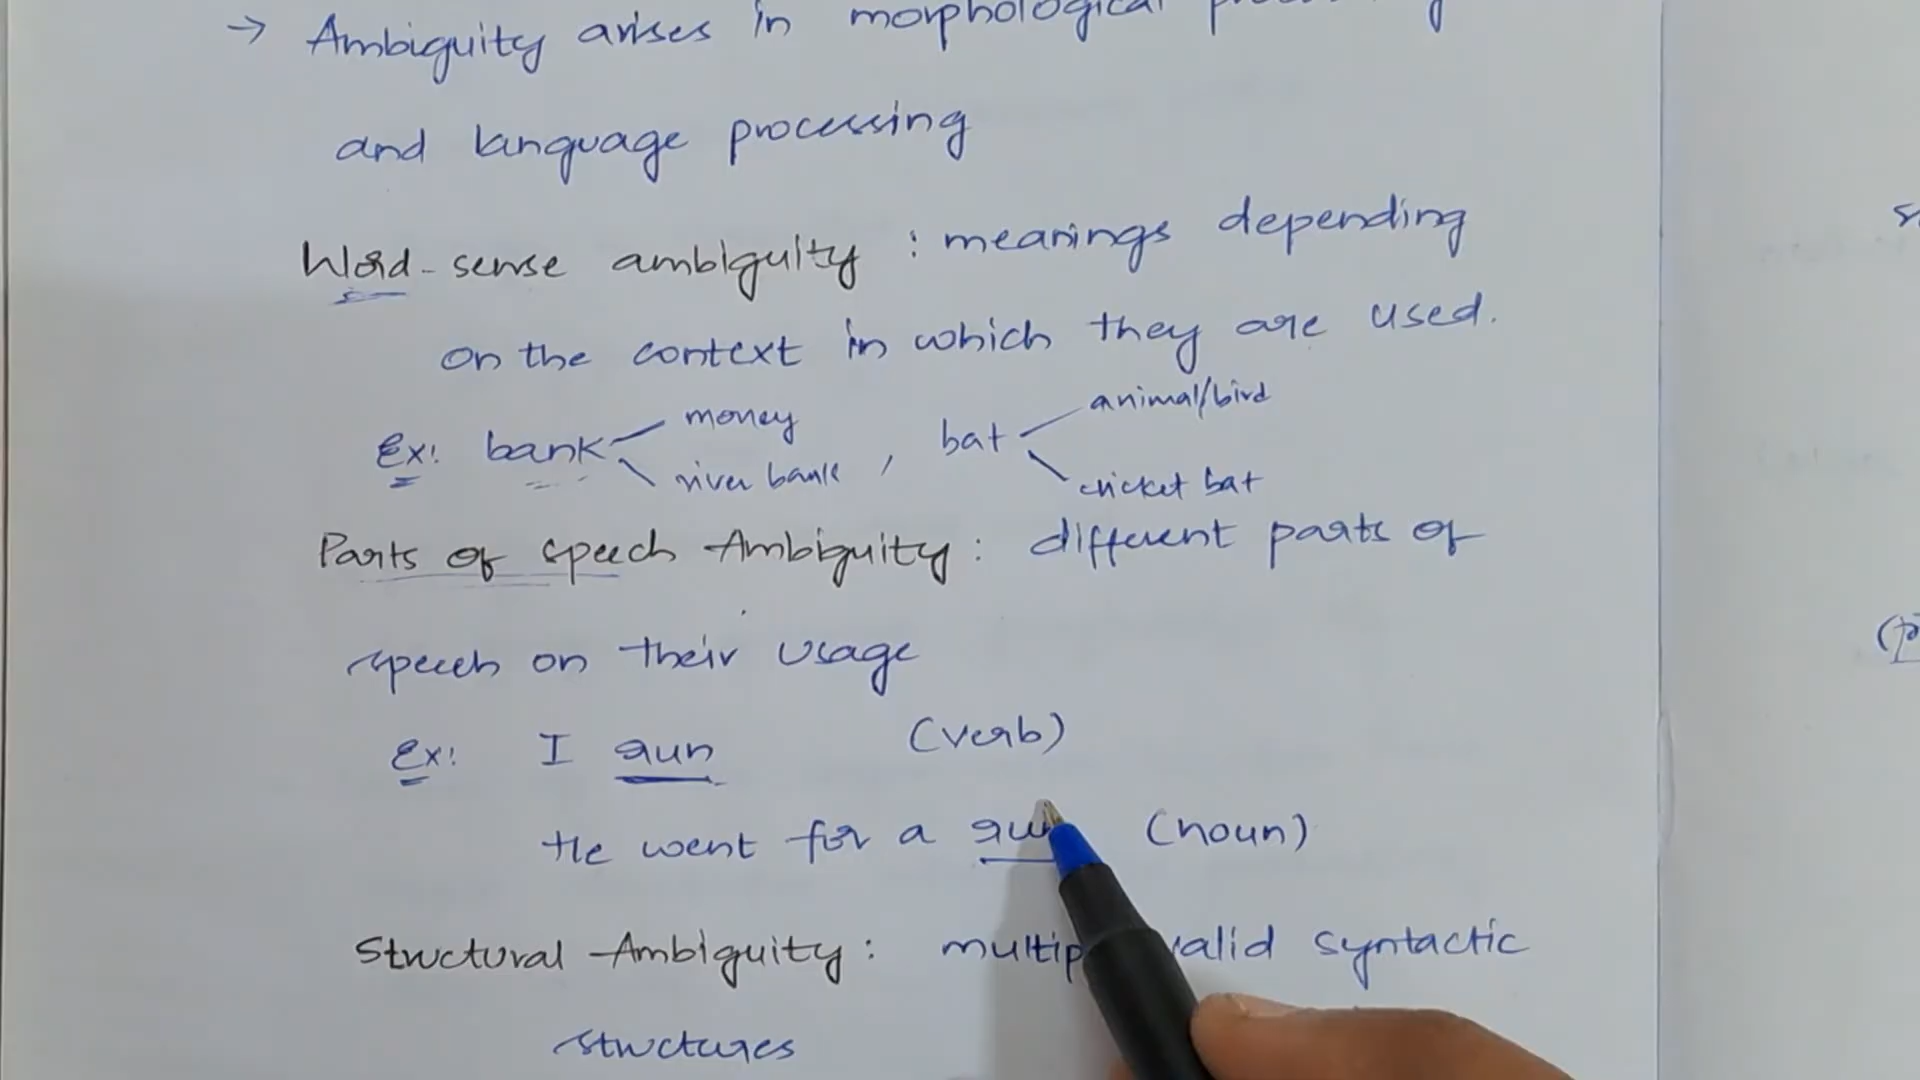 → Ambiguity arises in morphological
and language processing
Word-sense ambiguity : meanings depending
on the context in which they are used.
Ex: bank money river bank , bat animal/bird cricket bat
Parts of speech Ambiguity : different parts of
speech on their usage
Ex: I run (verb)
He went for a run (noun)
Structural Ambiguity : valid syntactic
structures